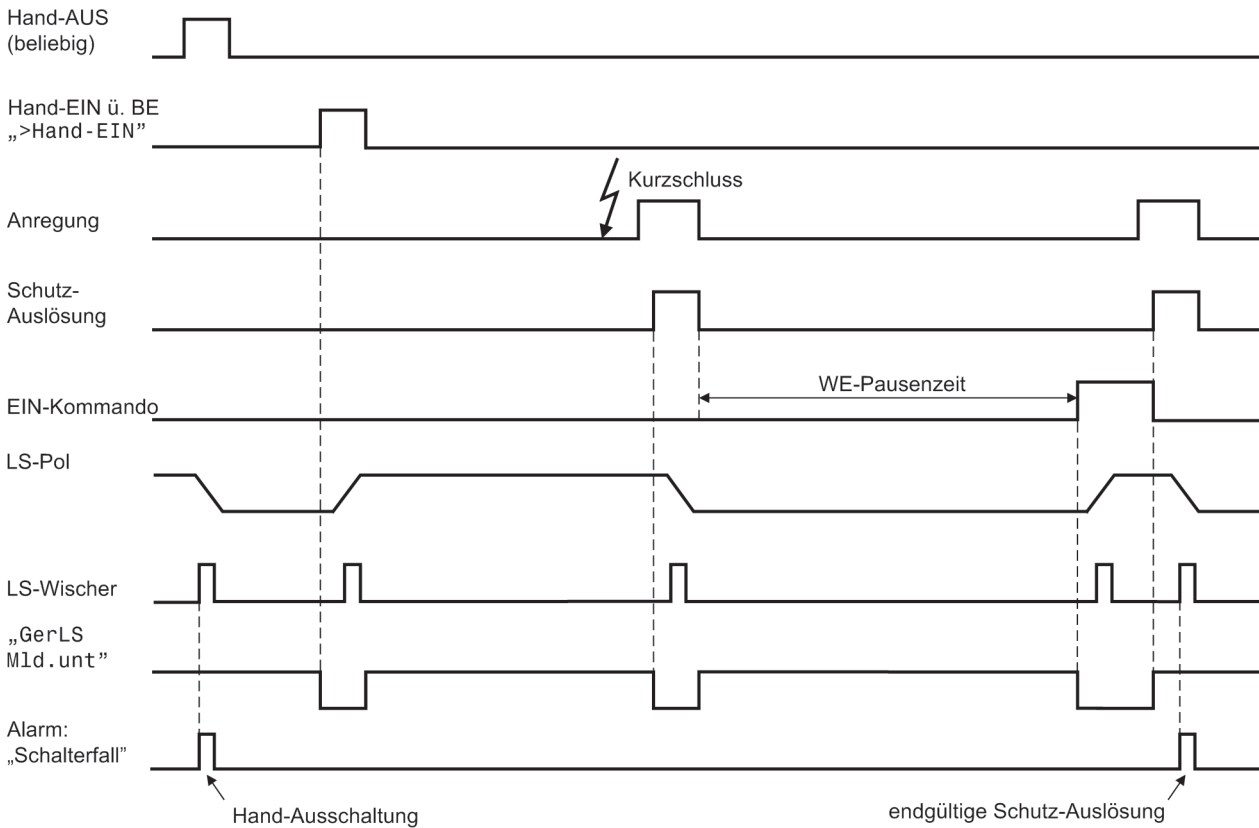 Hand-AUS
(beliebig)
Hand-EIN ü. BE
„>Hand-EIN”
Kurzschluss
Anregung
Schutz-
Auslösung
WE-Pausenzeit
EIN-Kommando
LS-Pol
LS-Wischer
„GerLS
Mld.unt”
Alarm:
„Schalterfall”
Hand-Ausschaltung
endgültige Schutz-Auslösung